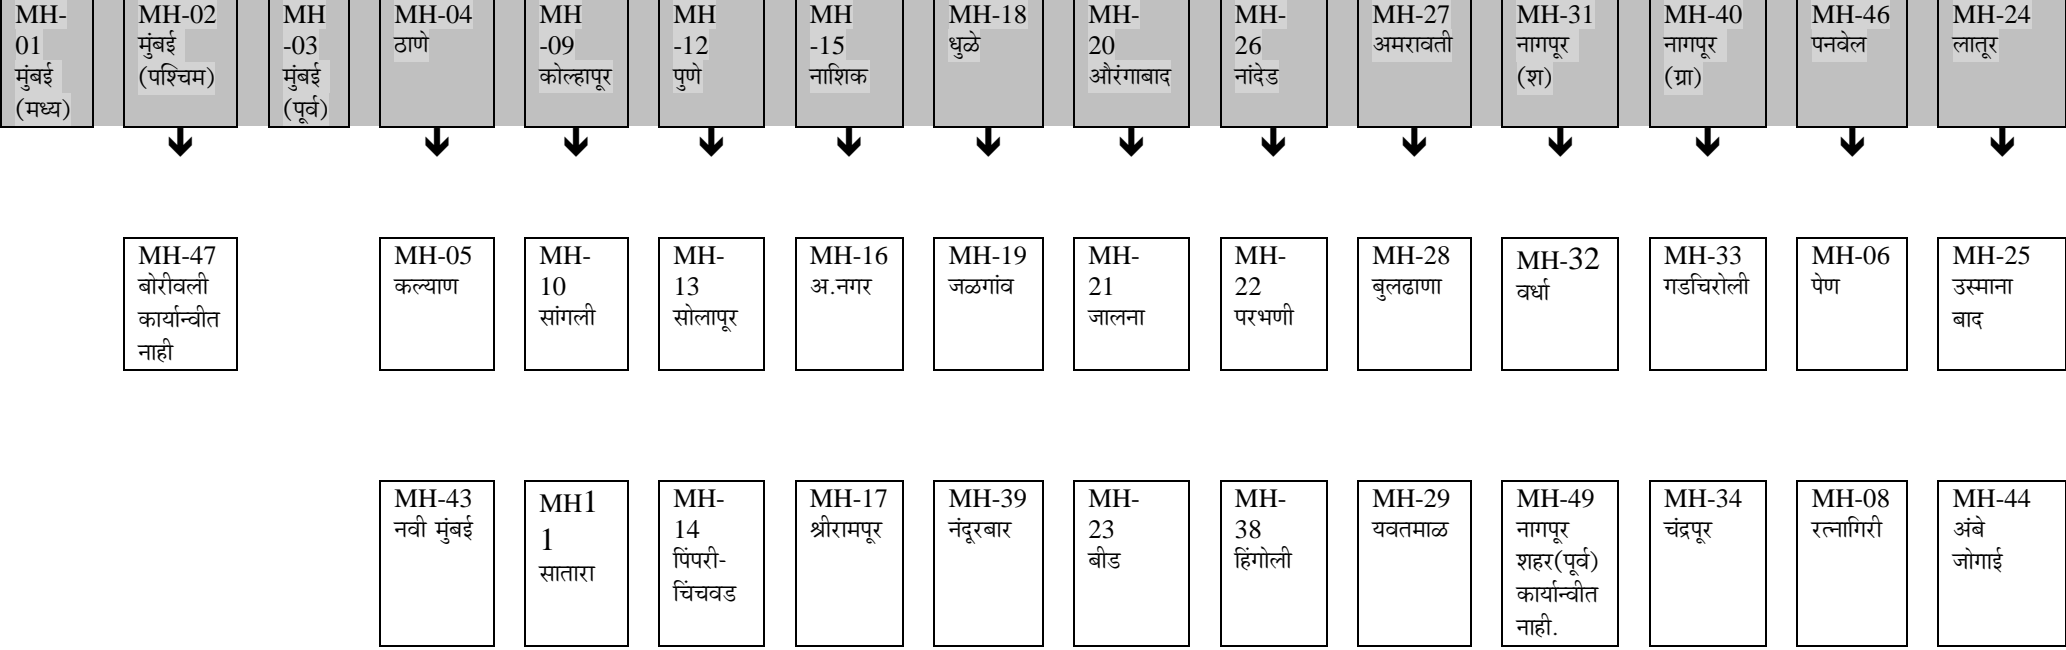 MH-
01
मुंबई
(मध्य)
MH-02
मुंबई
(पश्चिम)
MH
-03
मुंबई
(पूर्व)
MH-04
ठाणे
MH
-09
कोल्हापूर
MH
-12
पुणे
MH
-15
नाशिक
MH-18
धुळे
MH-
20
औरंगाबाद
MH-
26
नांदेड
MH-27
अमरावती
MH-31
नागपूर
(श)
MH-40
नागपूर
(ग्रा)
MH-46
पनवेल
MH-24
लातूर
MH-47
बोरीवली
कार्यान्वीत
नाही
MH-05
कल्याण
MH-
10
सांगली
MH-
13
सोलापूर
MH-16
अ.नगर
MH-19
जळगांव
MH-
21
जालना
MH-
22
परभणी
MH-28
बुलढाणा
MH-32
वर्धा
MH-33
गडचिरोली
MH-06
पेण
MH-25
उस्माना
बाद
MH-43
नवी मुंबई
MH1
1
सातारा
MH-
14
पिंपरी-
चिंचवड
MH-17
श्रीरामपूर
MH-39
नंदूरबार
MH-
23
बीड
MH-
38
हिंगोली
MH-29
यवतमाळ
MH-49
नागपूर
शहर(पूर्व)
कार्यान्वीत
नाही.
MH-34
चंद्रपूर
MH-08
रत्नागिरी
MH-44
अंबे
जोगाई